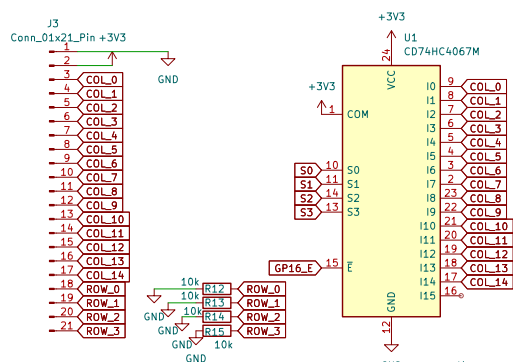 J3
Conn_01x21_Pin
+3V3
1
GND
2
3 COL_0
4 COL_1
5 COL_2
6 COL_3
7 COL_4
8 COL_5
9 COL_6
10 COL_7
11 COL_8
12 COL_9
13 COL_10
14 COL_11
15 COL_12
16 COL_13
17 COL_14
18 ROW_0
19 ROW_1
20 ROW_2
21 ROW_3
10k
R12 ROW_0
10k
R13 ROW_1
GND
10k
R14 ROW_2
GND
R15 ROW_3
GND
10k
GND
+3V3
U1
CD74HC4067M
24
VCC
+3V3
1 COM
S0 10 S0
S1 11 S1
S2 14 S2
S3 13 S3
GP16_E 15 E
I0 9 COL_0
I1 8 COL_1
I2 7 COL_2
I3 6 COL_3
I4 5 COL_4
I5 4 COL_5
I6 3 COL_6
I7 2 COL_7
I8 23 COL_8
I9 22 COL_9
I10 21 COL_10
I11 20 COL_11
I12 19 COL_12
I13 18 COL_13
I14 17 COL_14
I15 16
GND
12